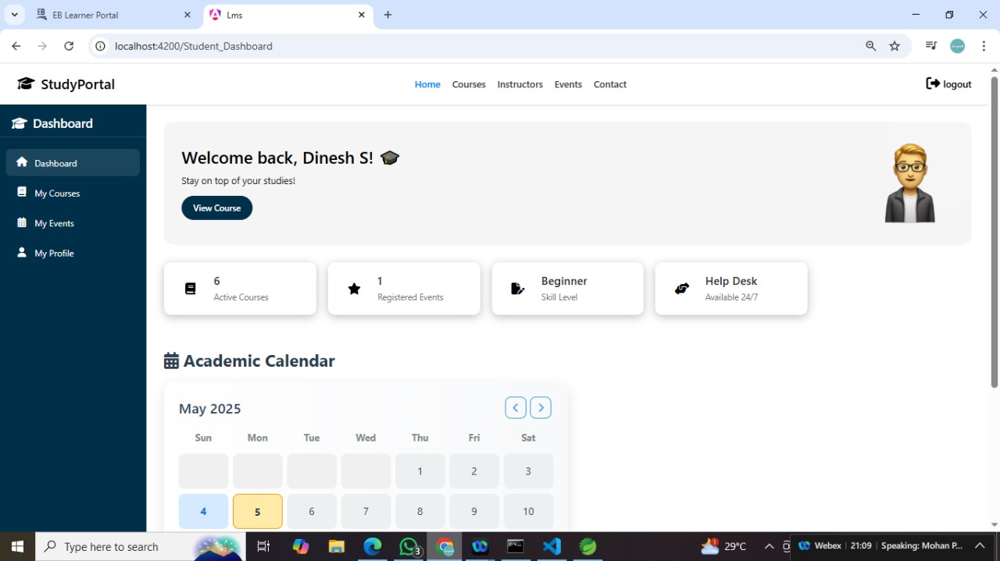 EB Learner Portal
Lms
localhost:4200/Student_Dashboard
StudyPortal
Home Courses Instructors Events Contact
logout
Dashboard
Dashboard
My Courses
My Events
My Profile
Welcome back, Dinesh S!
Stay on top of your studies!
View Course
6
Active Courses
1
Registered Events
Beginner
Skill Level
Help Desk
Available 24/7
Academic Calendar
May 2025
Sun Mon Tue Wed Thu Fri Sat
1 2 3
4 5 6 7 8 9 10
Type here to search
3
1
29°C
Webex 21:09 Speaking: Mohan P...